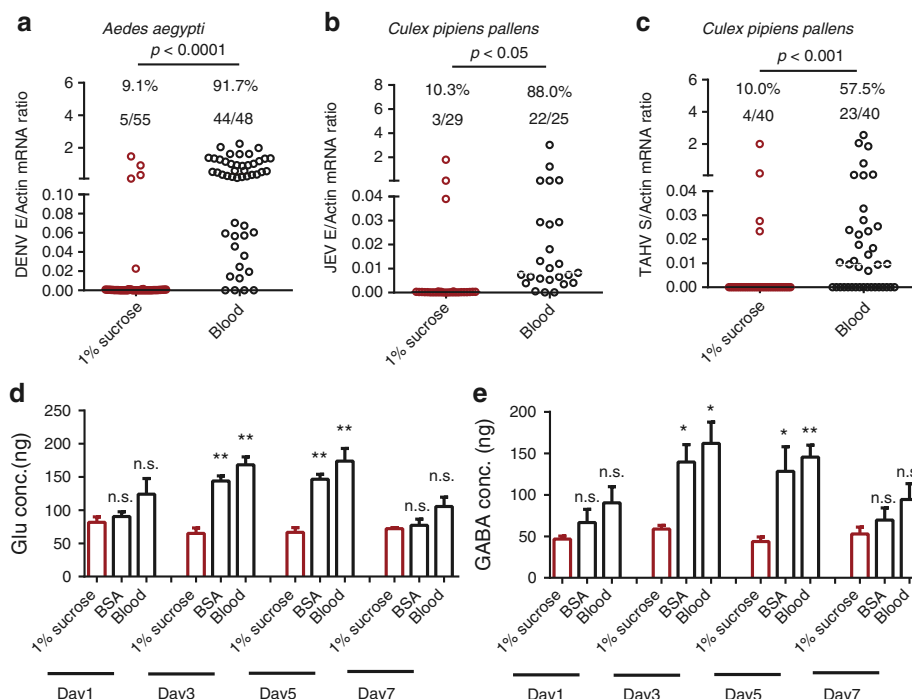 a
Aedes aegypti
p < 0.0001
9.1%
91.7%
5/55
44/48
DENV E/Actin mRNA ratio
6
4
2
0.10
0.08
0.06
0.04
0.02
0.00
1% sucrose
Blood
b
Culex pipiens pallens
p < 0.05
10.3%
88.0%
3/29
22/25
JEV E/Actin mRNA ratio
8
6
4
2
0.04
0.03
0.02
0.01
0.00
1% sucrose
Blood
c
Culex pipiens pallens
p < 0.001
10.0%
57.5%
4/40
23/40
TAHV S/Actin mRNA ratio
6
4
2
0.04
0.03
0.02
0.01
0.00
1% sucrose
Blood
d
Glu conc.(ng)
250
200
150
100
50
0
n.s.
n.s.
**
**
**
**
n.s.
n.s.
1% sucrose
BSA
Blood
1% sucrose
BSA
Blood
1% sucrose
BSA
Blood
1% sucrose
BSA
Blood
Day1
Day3
Day5
Day7
e
GABA conc. (ng)
200
150
100
50
0
n.s.
n.s.
*
*
*
**
n.s.
n.s.
1% sucrose
BSA
Blood
1% sucrose
BSA
Blood
1% sucrose
BSA
Blood
1% sucrose
BSA
Blood
Day1
Day3
Day5
Day7